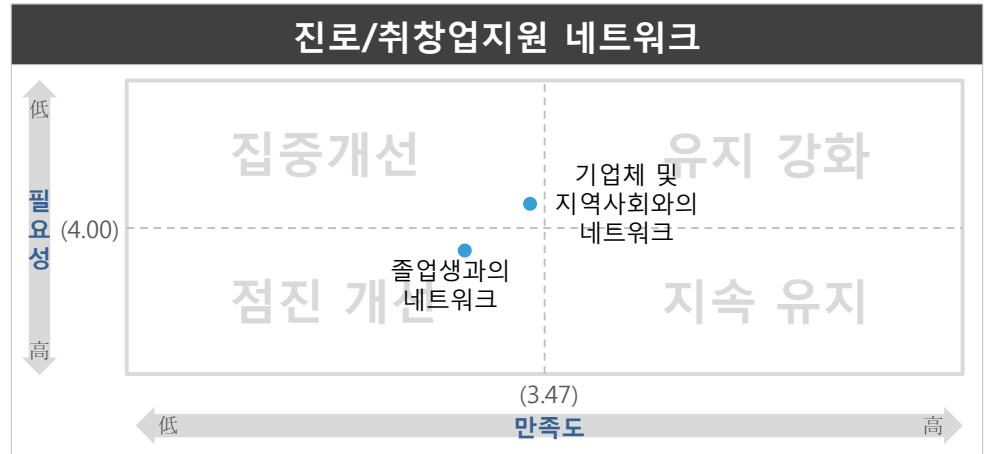 진로/취창업지원 네트워크
低
필요성
(4.00)
高
집중개선
유지 강화
기업체 및
지역사회와의
네트워크
졸업생과의
네트워크
점진 개선
지속 유지
(3.47)
低
만족도
高